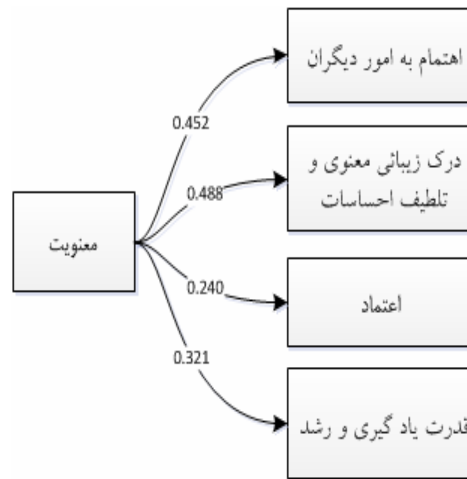 اهتمام به امور دیگران
0.452
درک زیبائی معنوی و
تلطیف احساسات
0.488
معنویت
0.240
اعتماد
0.321
قدرت یاد گیری و رشد